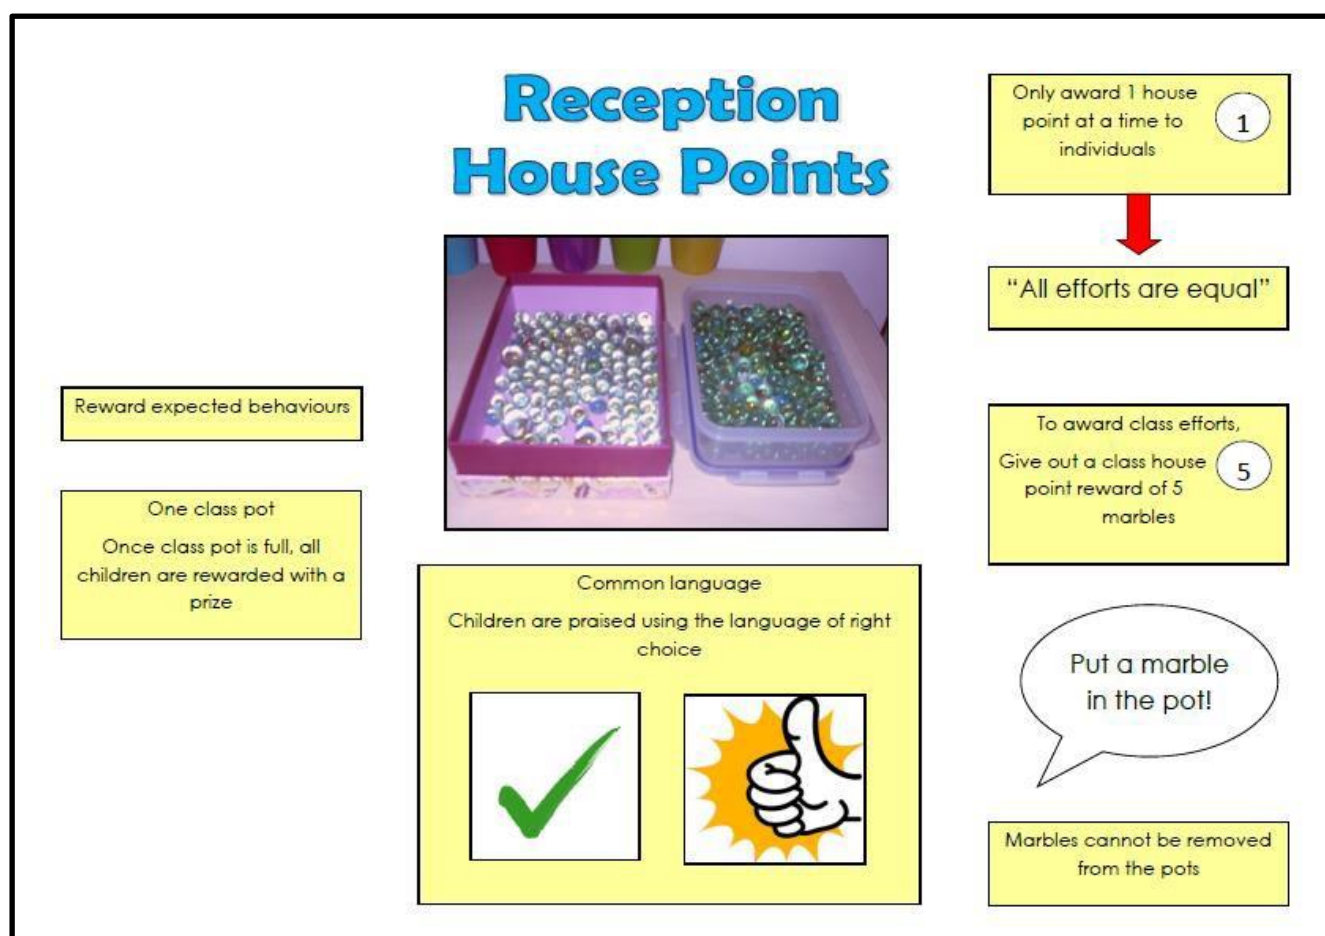 Reception
House Points
Reward expected behaviours
One class pot
Once class pot is full, all
children are rewarded with a
prize
Common language
Children are praised using the language of right
choice
Only award 1 house
point at a time to
individuals
1
“All efforts are equal”
To award class efforts,
Give out a class house
point reward of 5
marbles
5
Put a marble
in the pot!
Marbles cannot be removed
from the pots